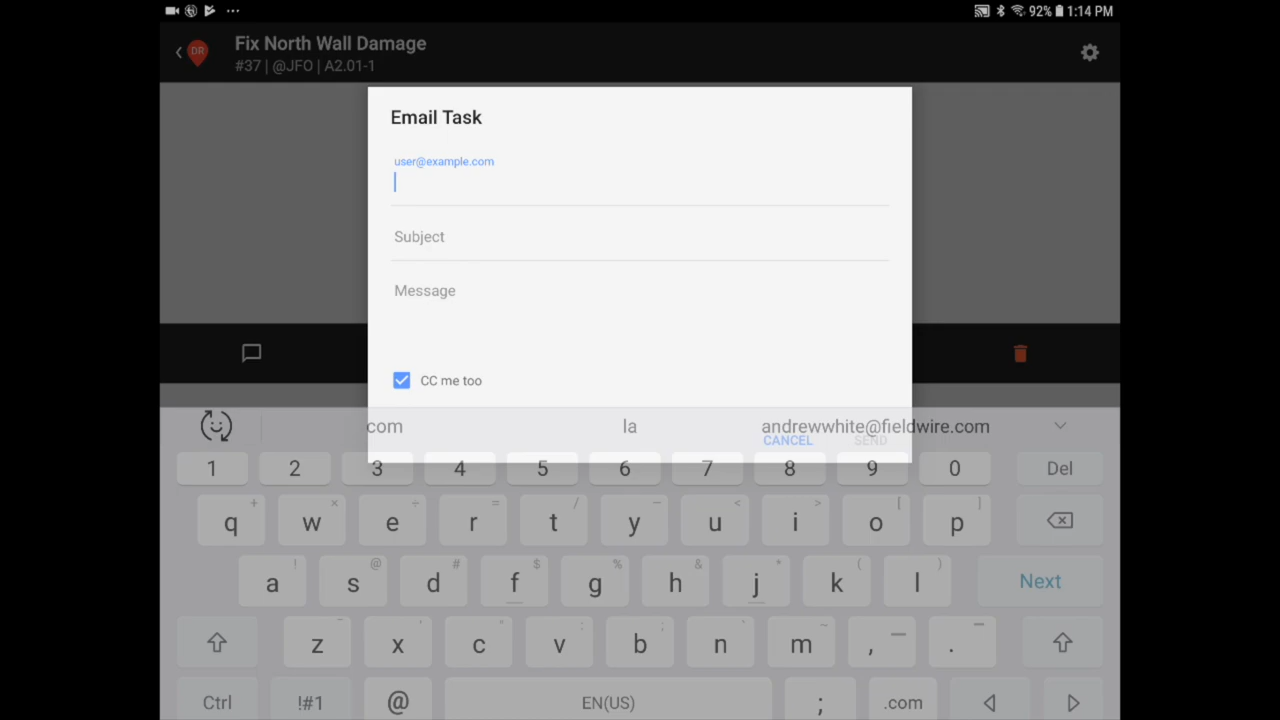 92% 1:14 PM
DR
Fix North Wall Damage
#37 | @JFO | A2.01-1
Email Task
user@example.com
Subject
Message
CC me too
com la andrewwhite@fieldwire.com
CANCEL SEND
1 2 3 4 5 6 7 8 9 0 Del
+ × ÷ = / _ < > [ ]
q w e r t y u i o p
! @ # $ % ^ & * ( )
a s d f g h j k l Next
z x c v b n m , .
Ctrl !#1 @ EN(US) ; .com